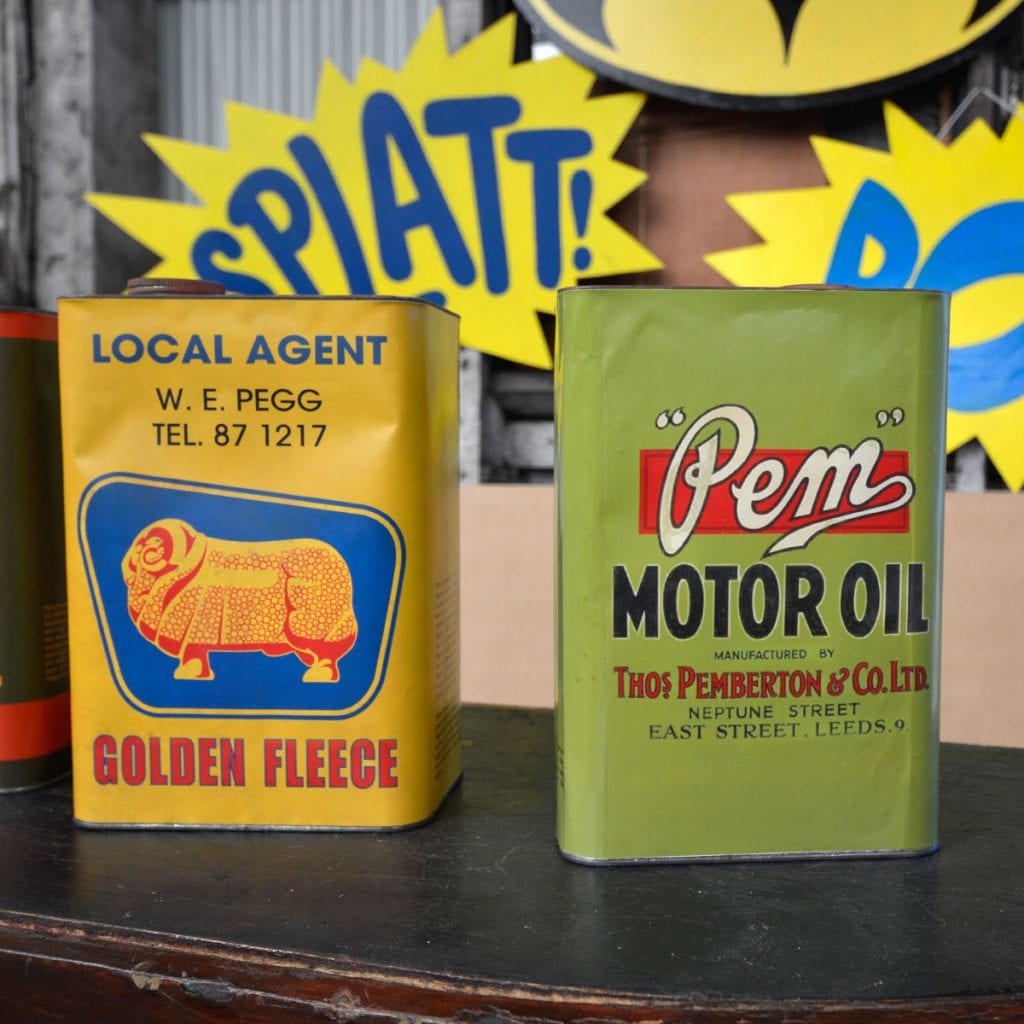 SPLATT!
LOCAL AGENT
W. E. PEGG
TEL. 87 1217
GOLDEN FLEECE
“Pem”
MOTOR OIL
MANUFACTURED BY
THOS PEMBERTON & CO. LTD.
NEPTUNE STREET
EAST STREET. LEEDS.9.